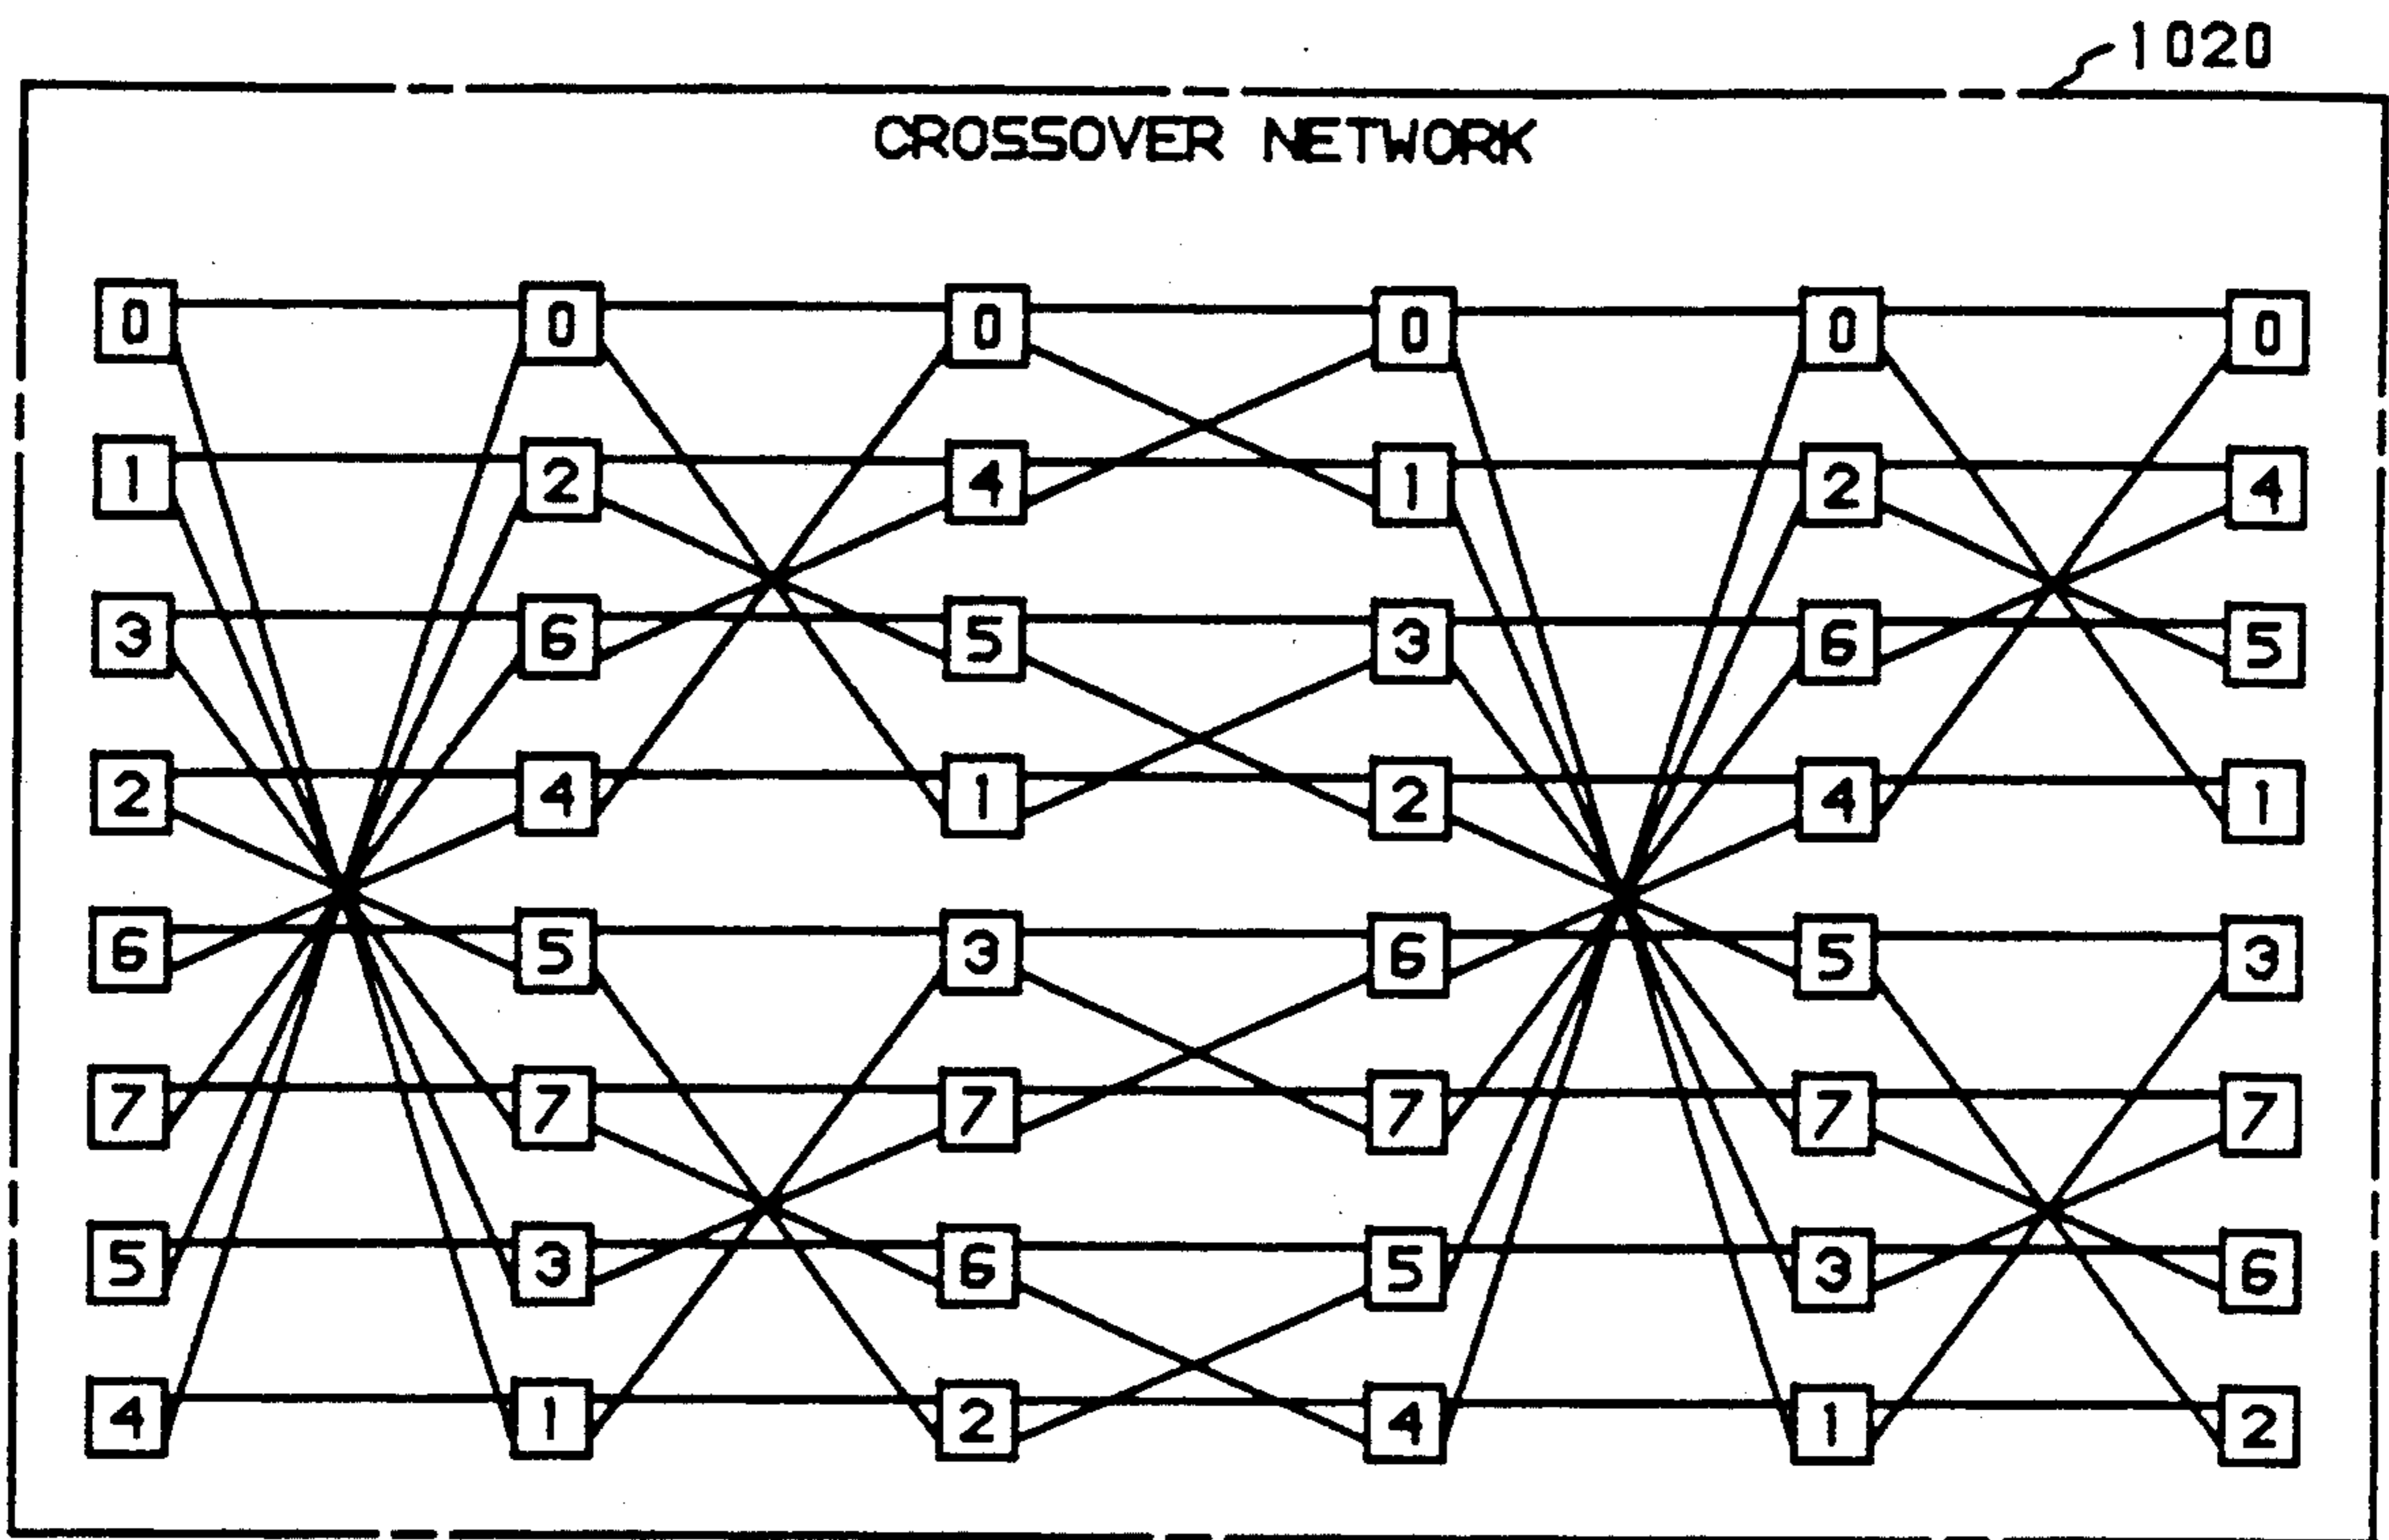 1020
CROSSOVER NETWORK
0 0 0 0 0 0
1 2 4 1 2 4
3 6 5 3 6 5
2 4 1 2 4 1
6 5 3 6 5 3
7 7 7 7 7 7
5 3 6 5 3 6
4 1 2 4 1 2